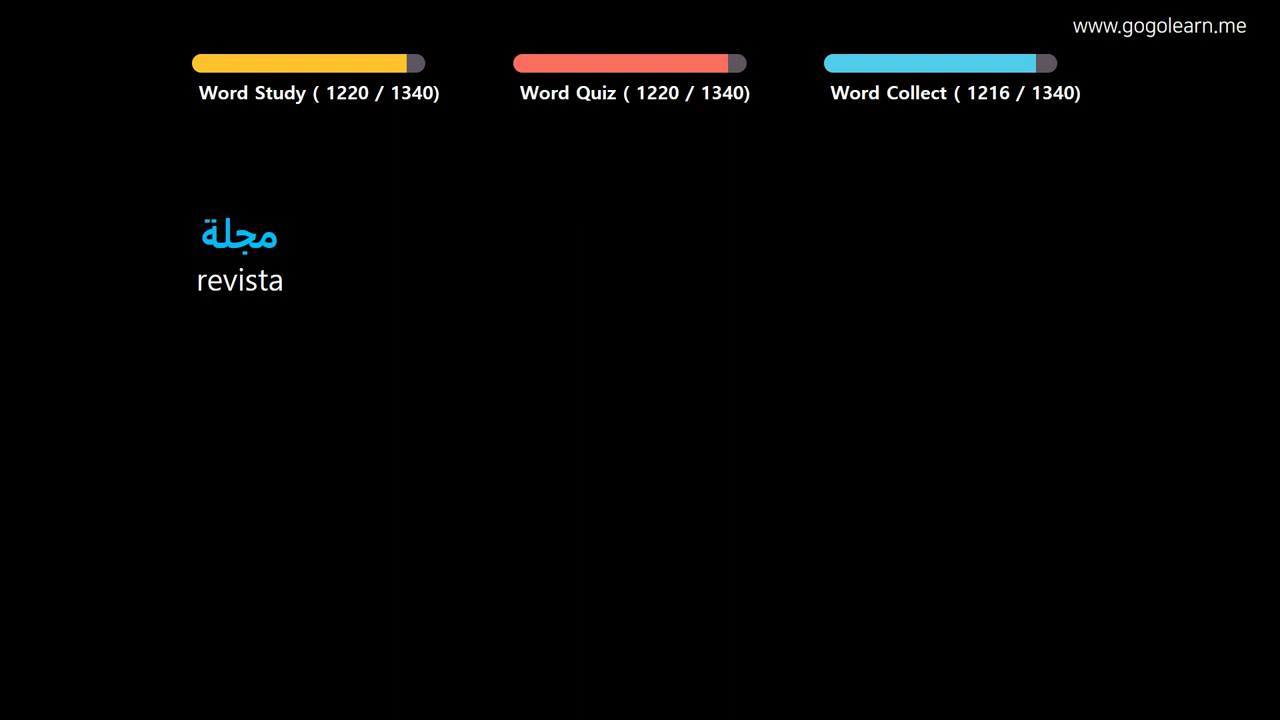 www.gogolearn.me
Word Study ( 1220 / 1340)
Word Quiz ( 1220 / 1340)
Word Collect ( 1216 / 1340)
مجلة
revista